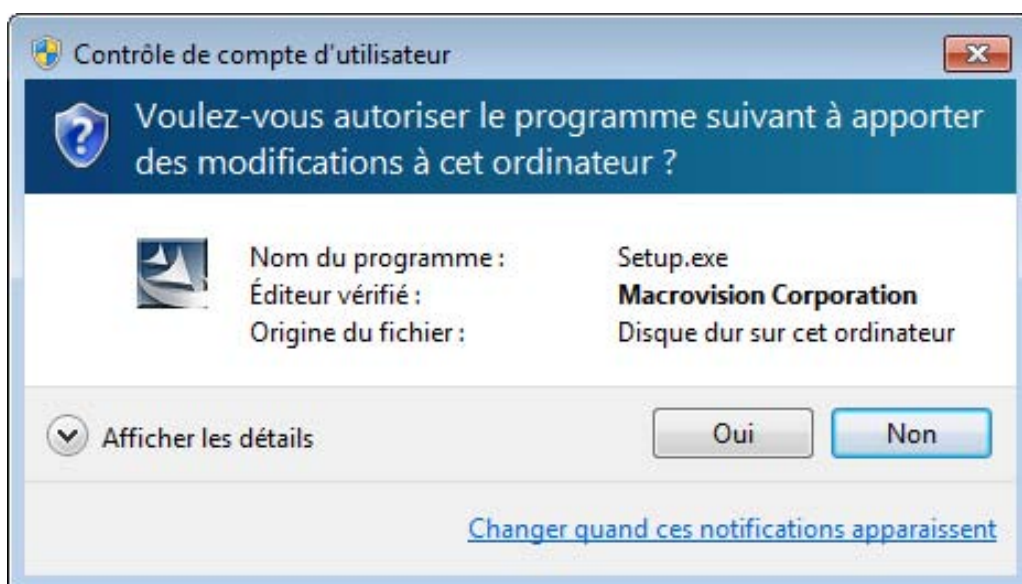 Contrôle de compte d'utilisateur
Voulez-vous autoriser le programme suivant à apporter
des modifications à cet ordinateur ?
Nom du programme : Setup.exe
Éditeur vérifié : Macrovision Corporation
Origine du fichier : Disque dur sur cet ordinateur
Afficher les détails Oui Non
Changer quand ces notifications apparaissent